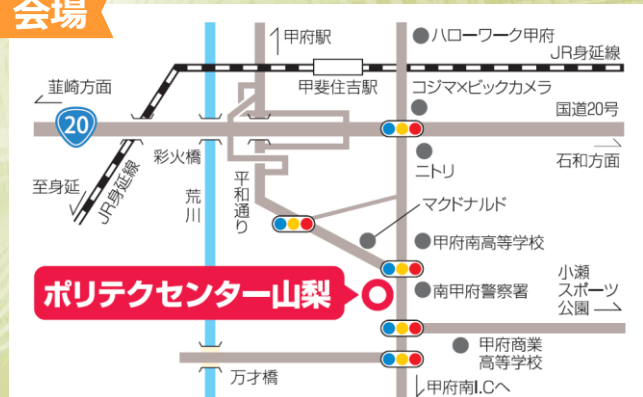 会場
甲府駅
ハローワーク甲府
JR身延線
韮崎方面
甲斐住吉駅
コジマ×ビックカメラ
国道20号
20
彩火橋
石和方面
ニトリ
至身延
JR身延線
荒川
平和通り
マクドナルド
甲府南高等学校
小瀬
スポーツ
公園
ポリテクセンター山梨
南甲府警察署
甲府商業
高等学校
万才橋
甲府南I.Cへ